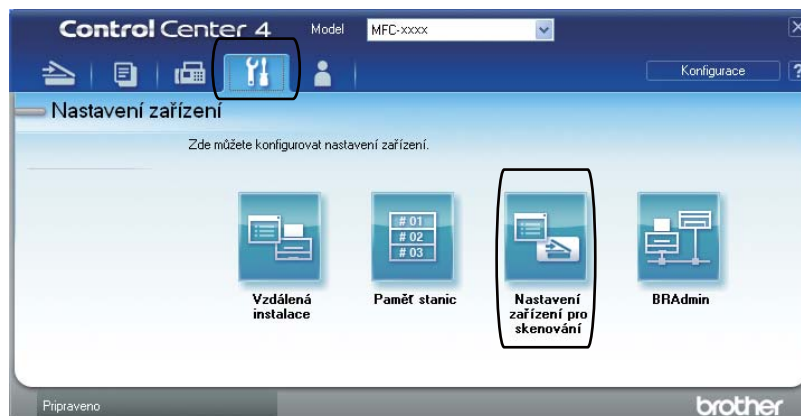 Control Center 4
Model
MFC-xxxx
Konfigurace
?
Nastavení zařízení
Zde můžete konfigurovat nastavení zařízení.
# 01
# 02
# 03
Vzdálená
instalace
Paměť stanic
Nastavení
zařízení pro
skenování
BRAdmin
Pripraveno
brother